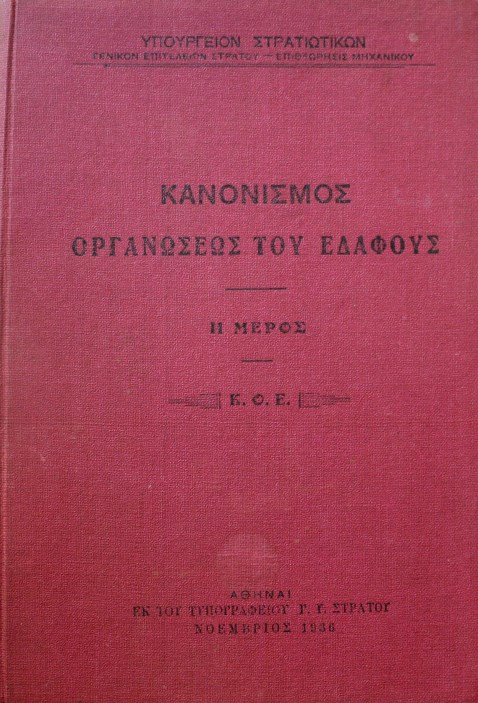 ΥΠΟΥΡΓΕΙΟΝ ΣΤΡΑΤΙΩΤΙΚΩΝ
ΓΕΝΙΚΟΝ ΕΠΙΤΕΛΕΙΟΝ ΣΤΡΑΤΟΥ — ΕΠΙΘΕΩΡΗΣΙΣ ΜΗΧΑΝΙΚΟΥ
ΚΑΝΟΝΙΣΜΟΣ
ΟΡΓΑΝΩΣΕΩΣ ΤΟΥ ΕΔΑΦΟΥΣ
Η ΜΕΡΟΣ
Κ. Ο. Ε.
ΑΘΗΝΑΙ
ΕΚ ΤΟΥ ΤΥΠΟΓΡΑΦΕΙΟΥ Γ. Υ. ΣΤΡΑΤΟΥ
ΝΟΕΜΒΡΙΟΣ 1936